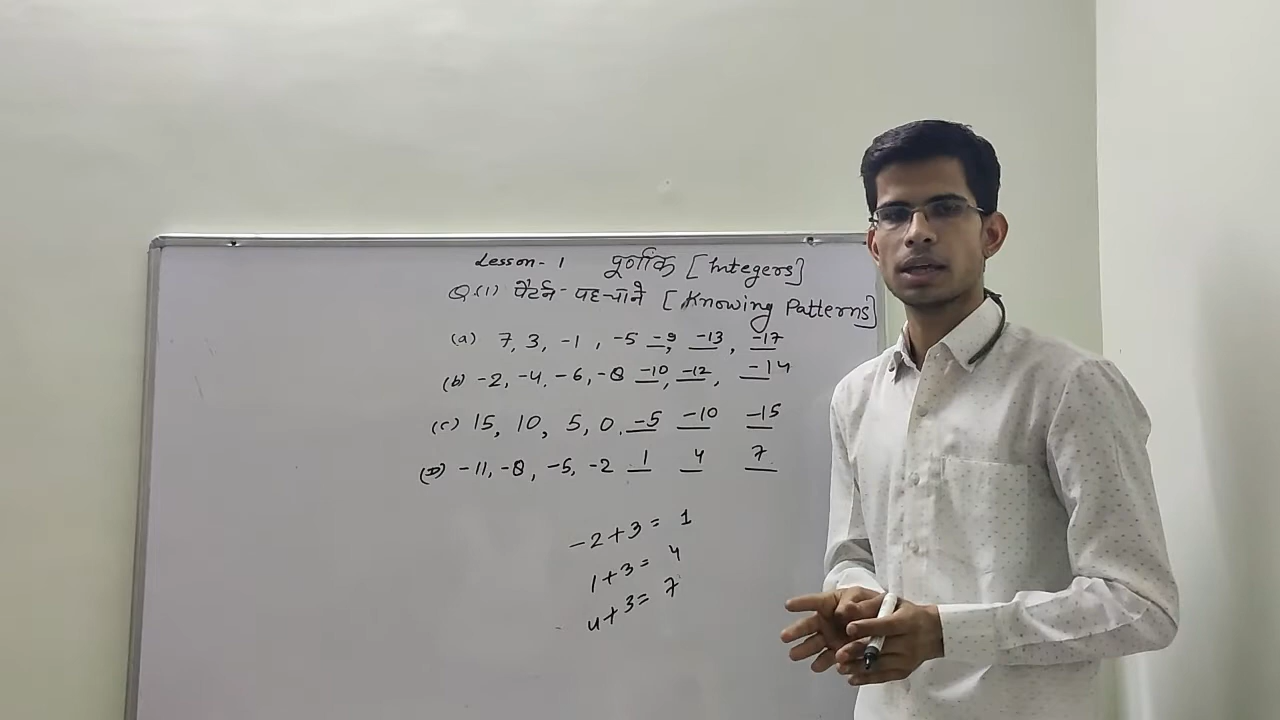 Lesson - 1 पूर्णांक [Integers]
Q.(1) पैटर्न - पहचाने [Knowing Patterns]
(a) 7, 3, -1, -5 -9, -13, -17
(b) -2, -4, -6, -8 -10, -12, -14
(c) 15, 10, 5, 0, -5 -10 -15
(D) -11, -8, -5, -2 1 4 7
-2+3= 1
1+3= 4
4+3= 7